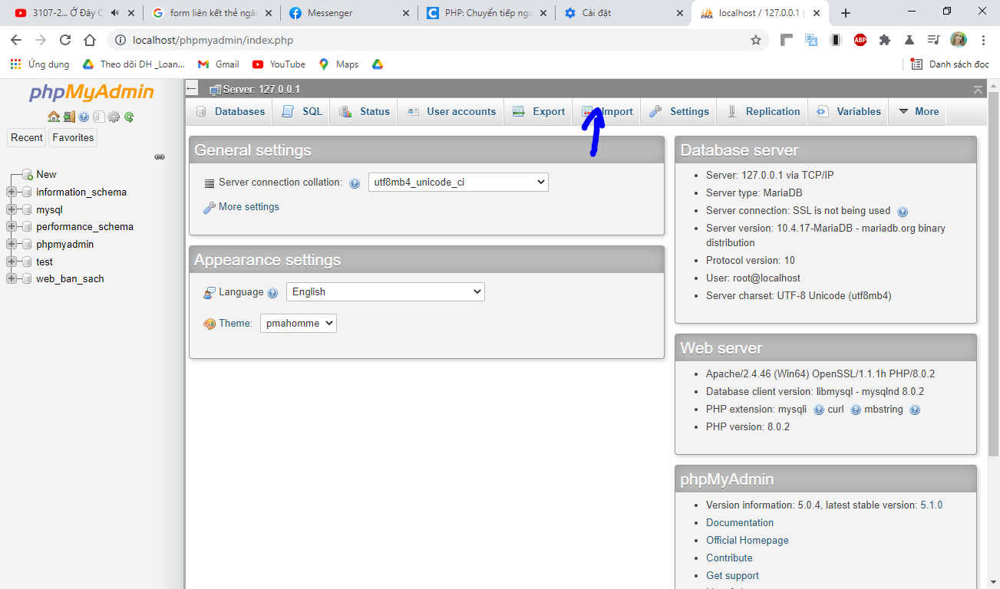 3107-2... Ở Đây C
form liên kết thẻ ngân
Messenger
PHP: Chuyển tiếp ngu
Cài đặt
localhost / 127.0.0.1 |
localhost/phpmyadmin/index.php
ABP
Ứng dụng
Theo dõi DH _Loan...
Gmail
YouTube
Maps
Danh sách đọc
phpMyAdmin
Recent
Favorites
New
information_schema
mysql
performance_schema
phpmyadmin
test
web_ban_sach
Server: 127.0.0.1
Databases
SQL
Status
User accounts
Export
Import
Settings
Replication
Variables
More
General settings
Server connection collation:
utf8mb4_unicode_ci
More settings
Appearance settings
Language
English
Theme:
pmahomme
Database server
Server: 127.0.0.1 via TCP/IP
Server type: MariaDB
Server connection: SSL is not being used
Server version: 10.4.17-MariaDB - mariadb.org binary
distribution
Protocol version: 10
User: root@localhost
Server charset: UTF-8 Unicode (utf8mb4)
Web server
Apache/2.4.46 (Win64) OpenSSL/1.1.1h PHP/8.0.2
Database client version: libmysql - mysqlnd 8.0.2
PHP extension: mysqli curl mbstring
PHP version: 8.0.2
phpMyAdmin
Version information: 5.0.4, latest stable version: 5.1.0
Documentation
Official Homepage
Contribute
Get support